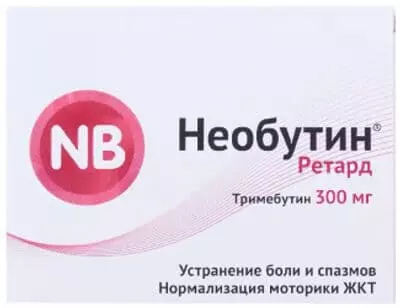 NB
Необутин®
Ретард
Тримебутин 300 мг
Устранение боли и спазмов
Нормализация моторики ЖКТ